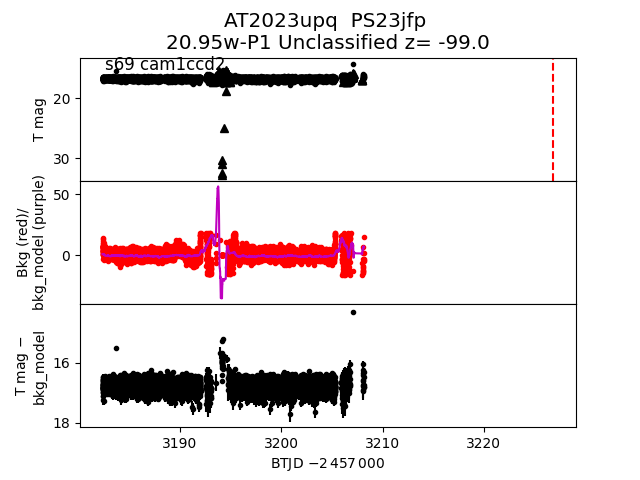 AT2023upq  PS23jfp
20.95w-P1 Unclassified z= -99.0
s69 cam1ccd2
T mag
20
30
Bkg (red)/
bkg_model (purple)
50
0
T mag −
bkg_model
16
18
3190
3200
3210
3220
BTJD −2 457 000